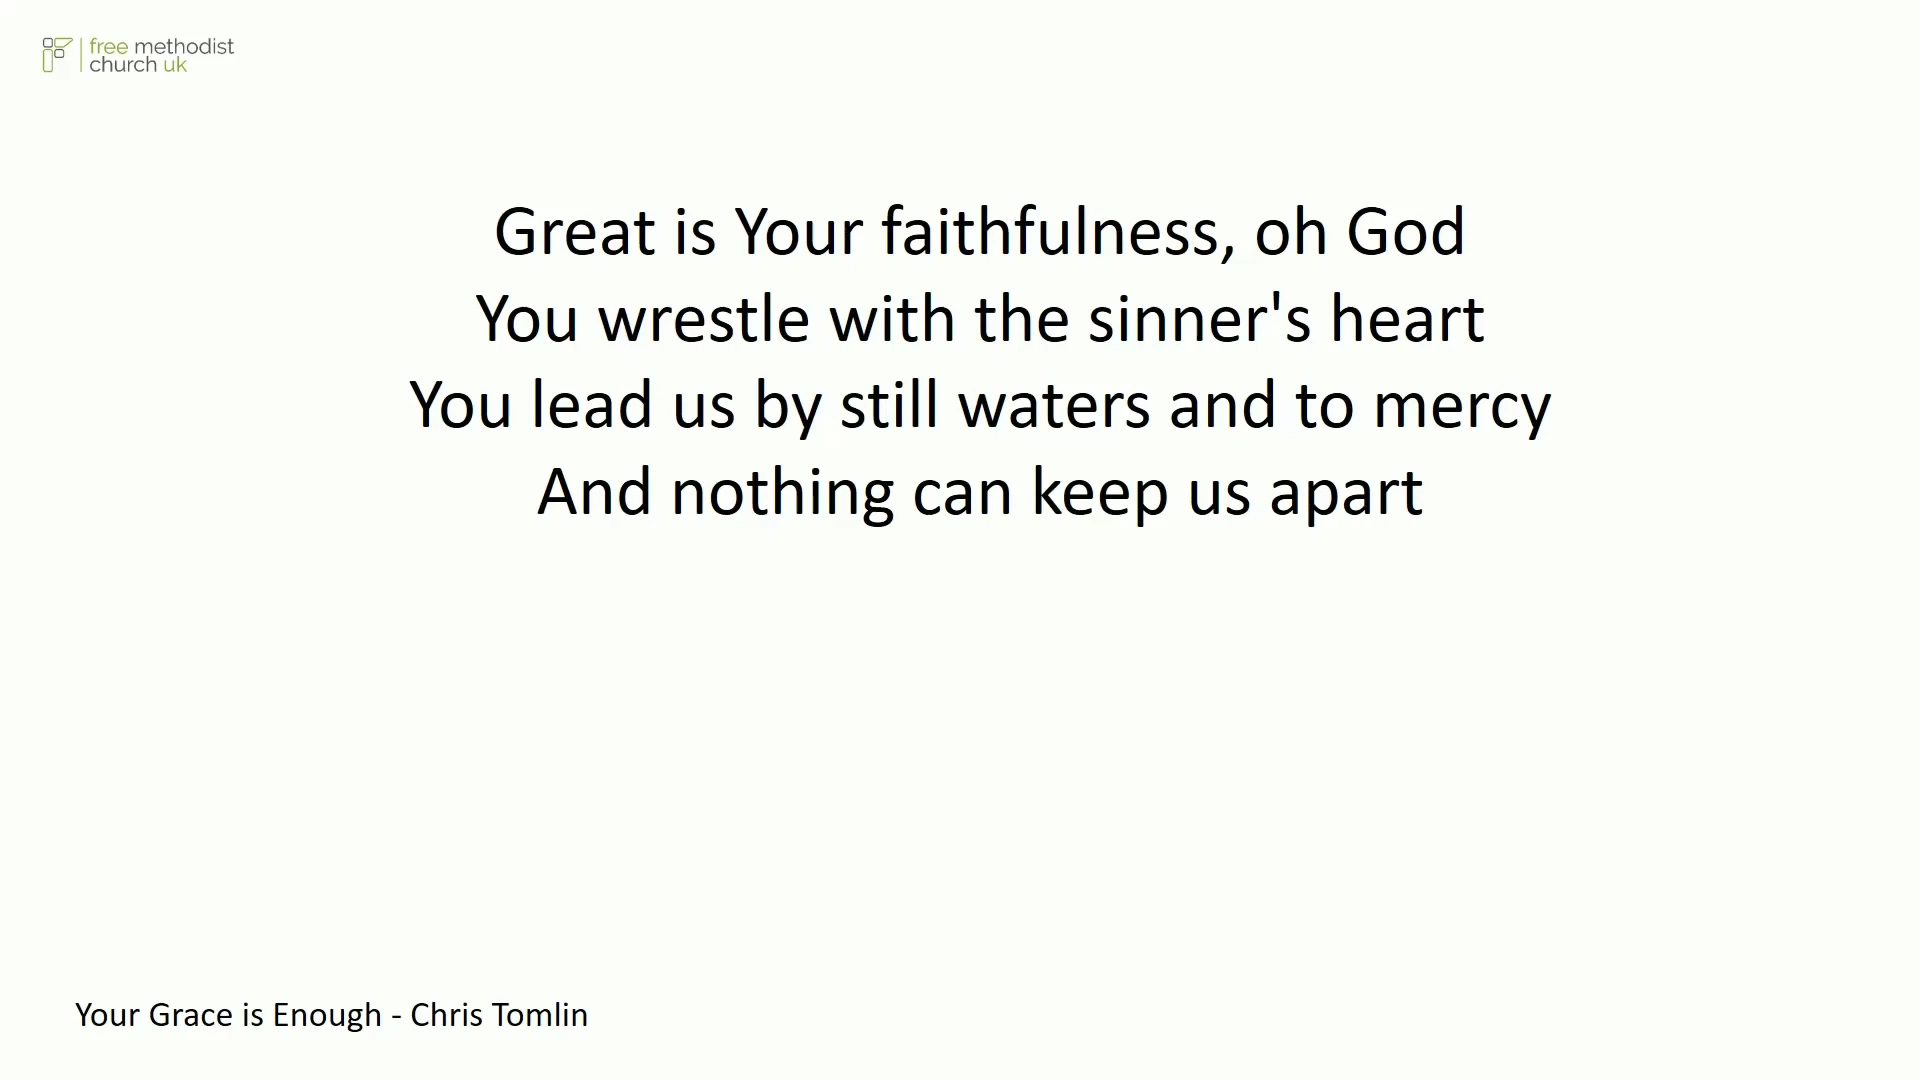 free methodist
church uk
Great is Your faithfulness, oh God
You wrestle with the sinner's heart
You lead us by still waters and to mercy
And nothing can keep us apart
Your Grace is Enough - Chris Tomlin